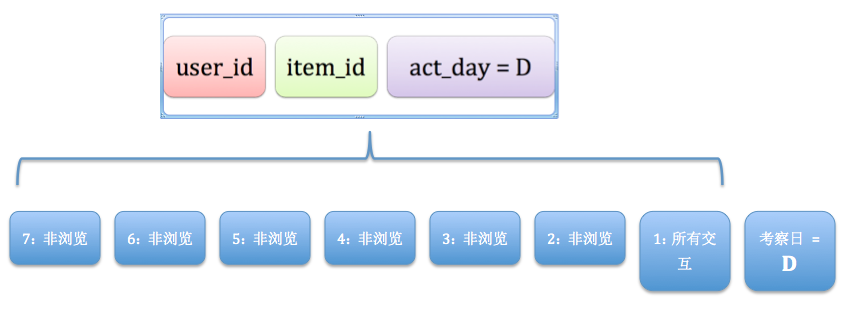 user_id item_id act_day = D
7：非浏览 6：非浏览 5：非浏览 4：非浏览 3：非浏览 2：非浏览 1：所有交 考察日 =
互 D